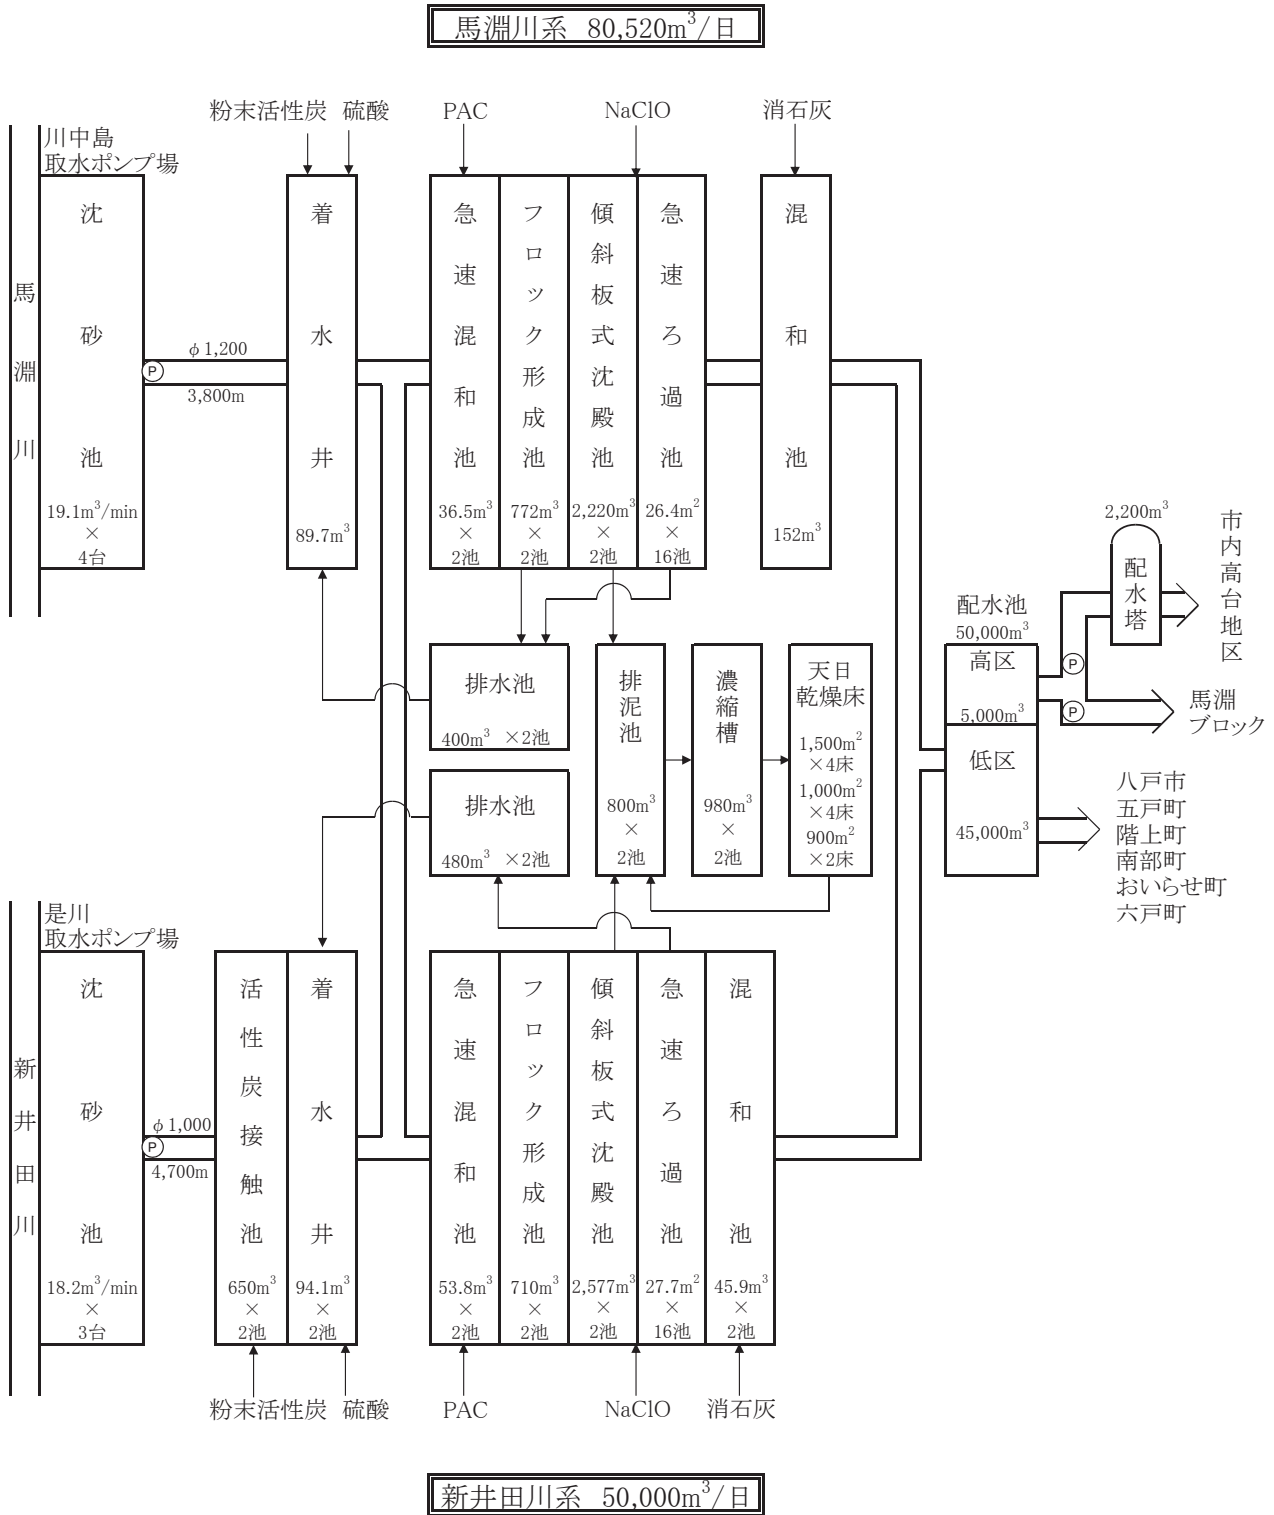 馬淵川系 80,520m³/日
粉末活性炭 硫酸 PAC NaClO 消石灰
川中島
取水ポンプ場
馬淵川
沈砂池
19.1m³/min
×
4台
φ1,200
P
3,800m
着水井
89.7m³
急速混和池
36.5m³
×
2池
フロック形成池
772m³
×
2池
傾斜板式沈殿池
2,220m³
×
2池
急速ろ過池
26.4m²
×
16池
混和池
152m³
排水池
400m³ ×2池
排水池
480m³ ×2池
排泥池
800m³
×
2池
濃縮槽
980m³
×
2池
天日
乾燥床
1,500m²
×4床
1,000m²
×4床
900m²
×2床
配水池
50,000m³
高区
5,000m³
低区
45,000m³
P
P
2,200m³
配水塔
市内高台地区
馬淵
ブロック
八戸市
五戸町
階上町
南部町
おいらせ町
六戸町
是川
取水ポンプ場
新井田川
沈砂池
18.2m³/min
×
3台
φ1,000
P
4,700m
活性炭接触池
650m³
×
2池
着水井
94.1m³
×
2池
急速混和池
53.8m³
×
2池
フロック形成池
710m³
×
2池
傾斜板式沈殿池
2,577m³
×
2池
急速ろ過池
27.7m²
×
16池
混和池
45.9m³
×
2池
粉末活性炭 硫酸 PAC NaClO 消石灰
新井田川系 50,000m³/日